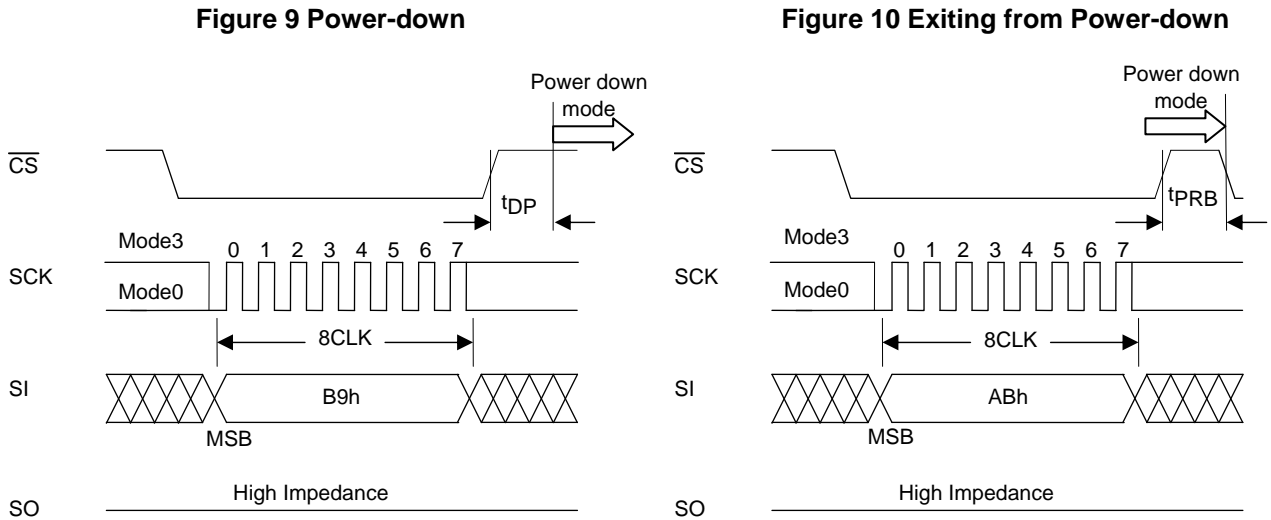 Figure 9 Power-down
Power down
mode
CS
tDP
Mode3
0 1 2 3 4 5 6 7
SCK
Mode0
8CLK
SI
B9h
MSB
High Impedance
SO
Figure 10 Exiting from Power-down
Power down
mode
CS
tPRB
Mode3
0 1 2 3 4 5 6 7
SCK
Mode0
8CLK
SI
ABh
MSB
High Impedance
SO